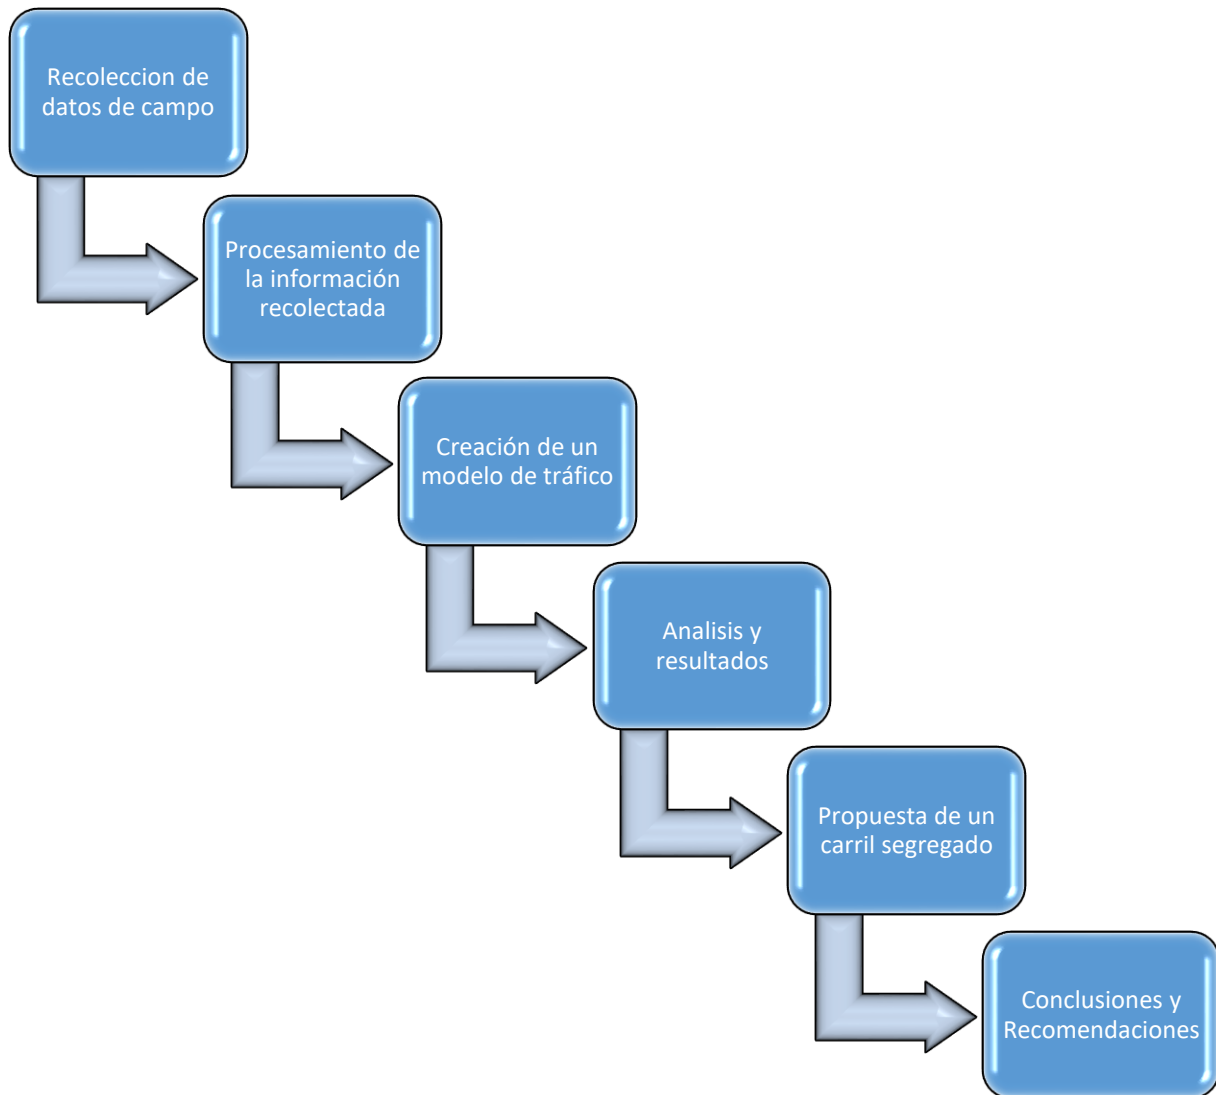 Recoleccion de
datos de campo
Procesamiento de
la información
recolectada
Creación de un
modelo de tráfico
Analisis y
resultados
Propuesta de un
carril segregado
Conclusiones y
Recomendaciones